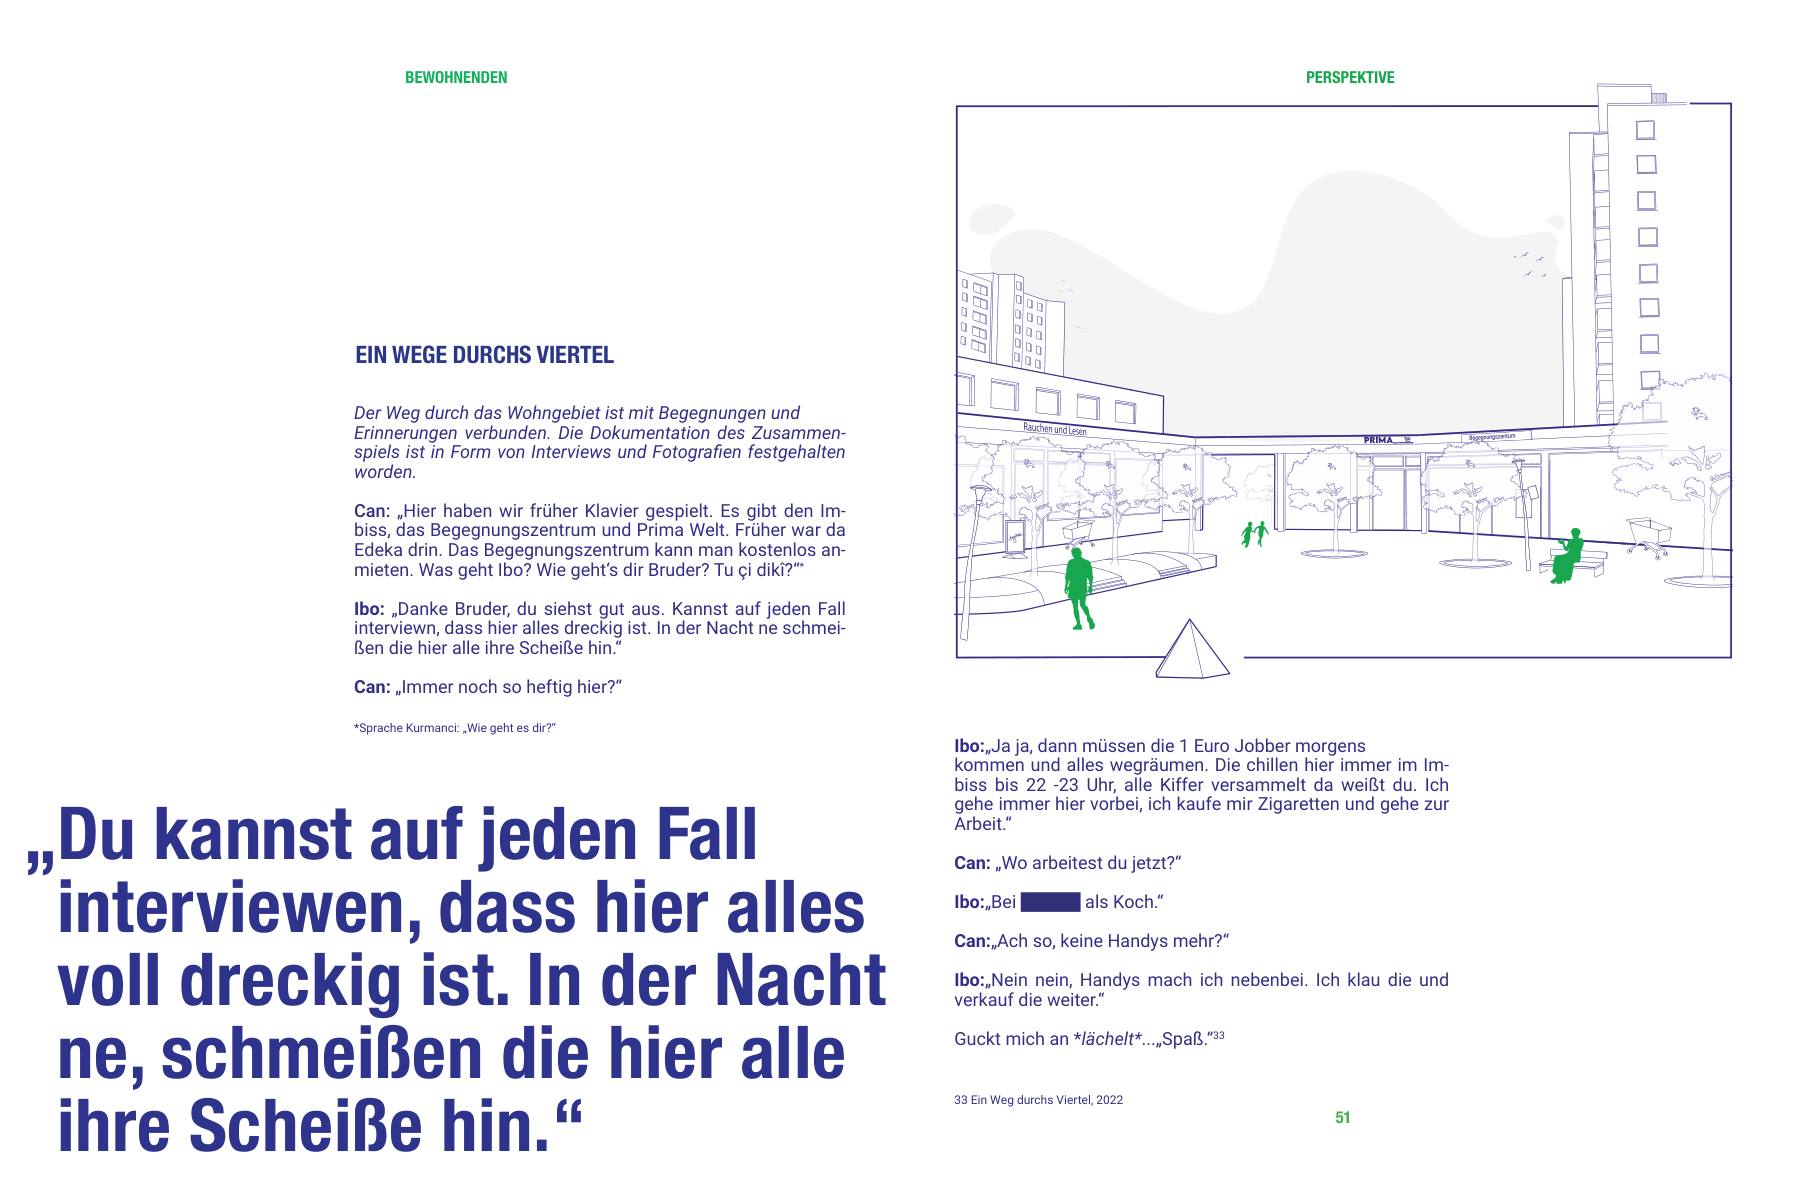 BEWOHNENDEN
EIN WEGE DURCHS VIERTEL
Der Weg durch das Wohngebiet ist mit Begegnungen und
Erinnerungen verbunden. Die Dokumentation des Zusammen-
spiels ist in Form von Interviews und Fotografien festgehalten
worden.
Can: „Hier haben wir früher Klavier gespielt. Es gibt den Im-
biss, das Begegnungszentrum und Prima Welt. Früher war da
Edeka drin. Das Begegnungszentrum kann man kostenlos an-
mieten. Was geht Ibo? Wie geht‘s dir Bruder? Tu çi dikî?“*
Ibo: „Danke Bruder, du siehst gut aus. Kannst auf jeden Fall
interviewn, dass hier alles dreckig ist. In der Nacht ne schmei-
ßen die hier alle ihre Scheiße hin.“
Can: „Immer noch so heftig hier?“
*Sprache Kurmanci: „Wie geht es dir?“
„Du kannst auf jeden Fall
interviewen, dass hier alles
voll dreckig ist. In der Nacht
ne, schmeißen die hier alle
ihre Scheiße hin.“
PERSPEKTIVE
Rauchen und Lesen
PRIMA
Begegnungszentrum
Ibo:„Ja ja, dann müssen die 1 Euro Jobber morgens
kommen und alles wegräumen. Die chillen hier immer im Im-
biss bis 22 -23 Uhr, alle Kiffer versammelt da weißt du. Ich
gehe immer hier vorbei, ich kaufe mir Zigaretten und gehe zur
Arbeit.“
Can: „Wo arbeitest du jetzt?“
Ibo:„Bei als Koch.“
Can:„Ach so, keine Handys mehr?“
Ibo:„Nein nein, Handys mach ich nebenbei. Ich klau die und
verkauf die weiter.“
Guckt mich an *lächelt*...„Spaß.“33
33 Ein Weg durchs Viertel, 2022
51